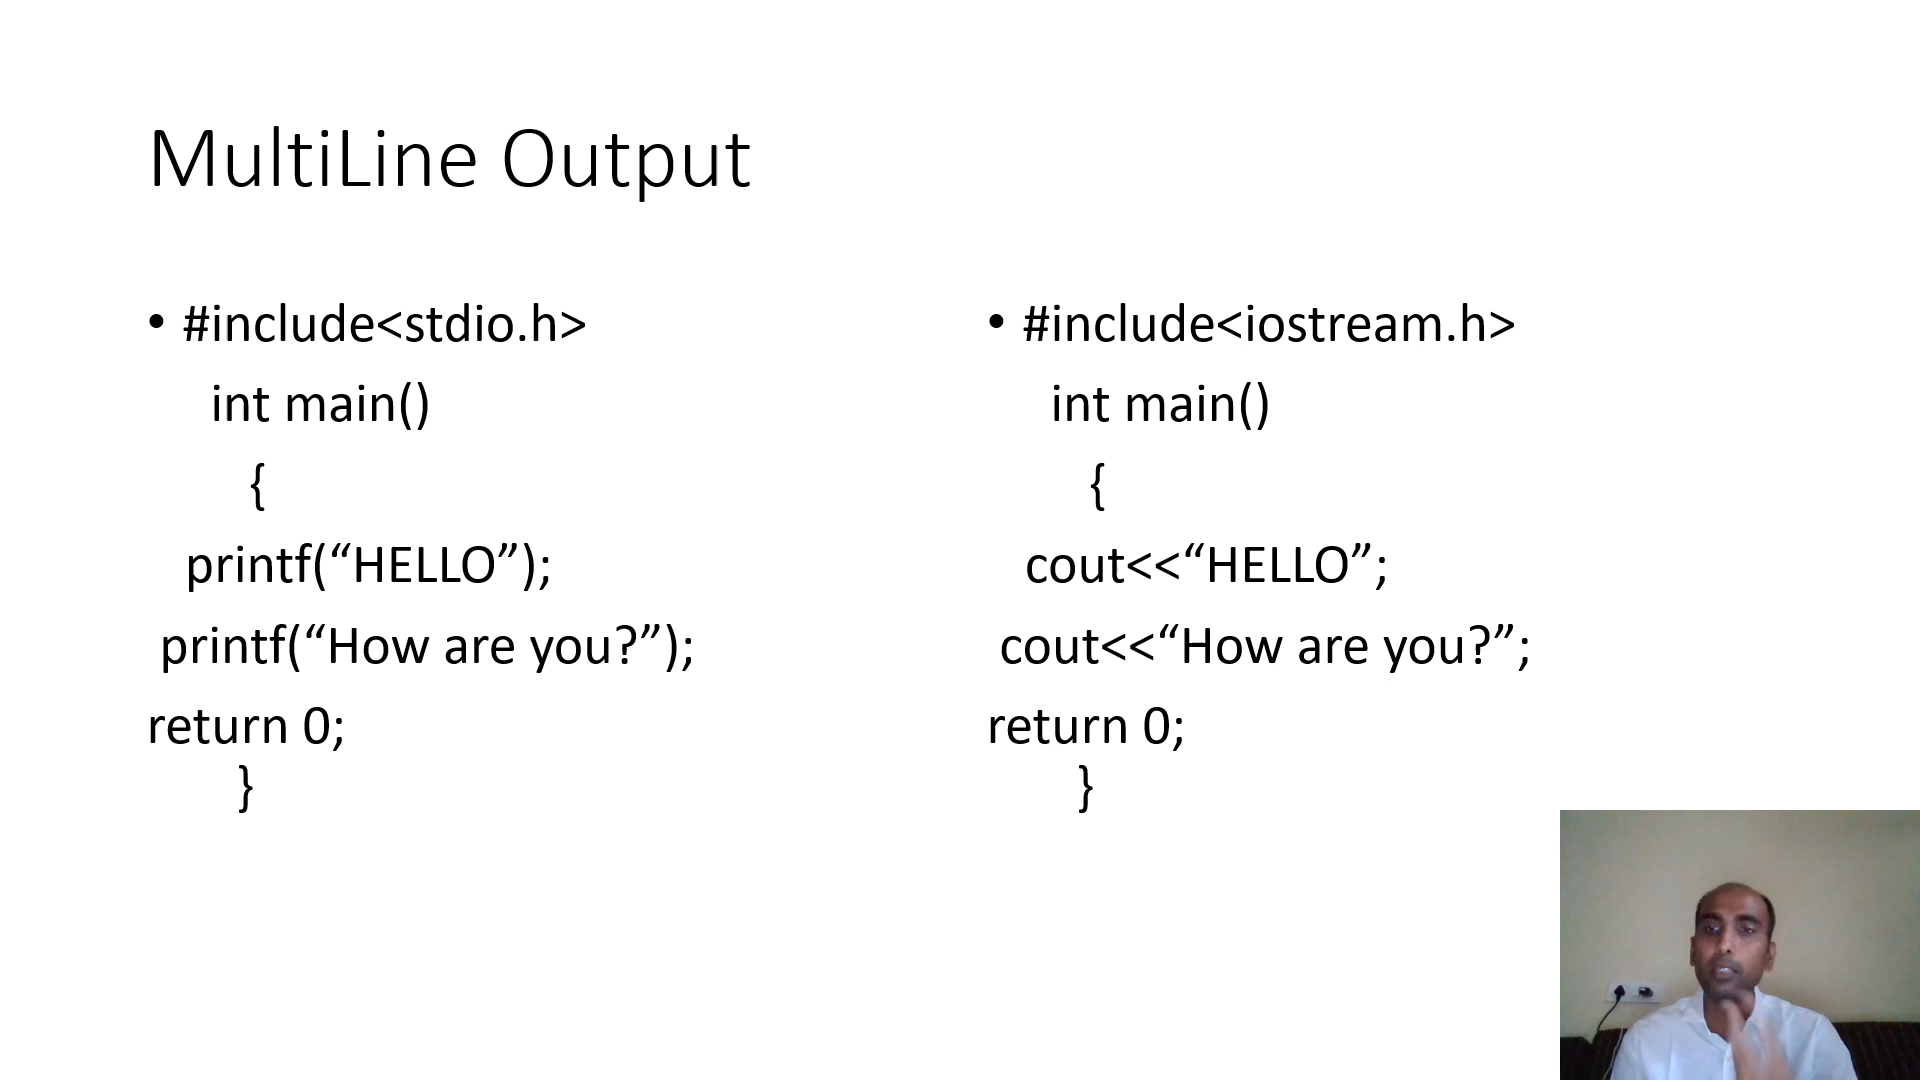 MultiLine Output
• #include<stdio.h>
int main()
{
printf(“HELLO”);
printf(“How are you?”);
return 0;
}
• #include<iostream.h>
int main()
{
cout<<“HELLO”;
cout<<“How are you?”;
return 0;
}